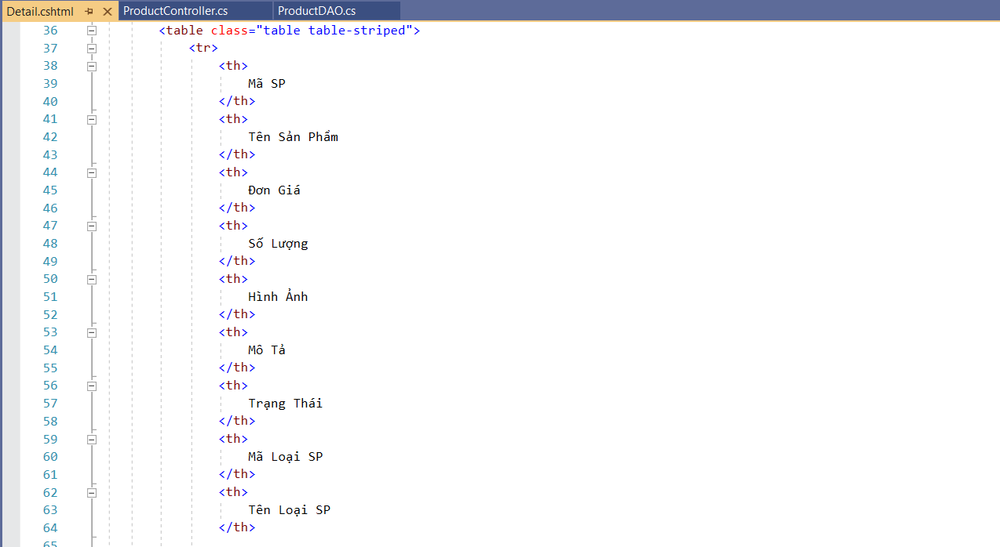 Detail.cshtml ProductController.cs ProductDAO.cs
36 <table class="table table-striped">
37 <tr>
38 <th>
39 Mã SP
40 </th>
41 <th>
42 Tên Sản Phẩm
43 </th>
44 <th>
45 Đơn Giá
46 </th>
47 <th>
48 Số Lượng
49 </th>
50 <th>
51 Hình Ảnh
52 </th>
53 <th>
54 Mô Tả
55 </th>
56 <th>
57 Trạng Thái
58 </th>
59 <th>
60 Mã Loại SP
61 </th>
62 <th>
63 Tên Loại SP
64 </th>
65